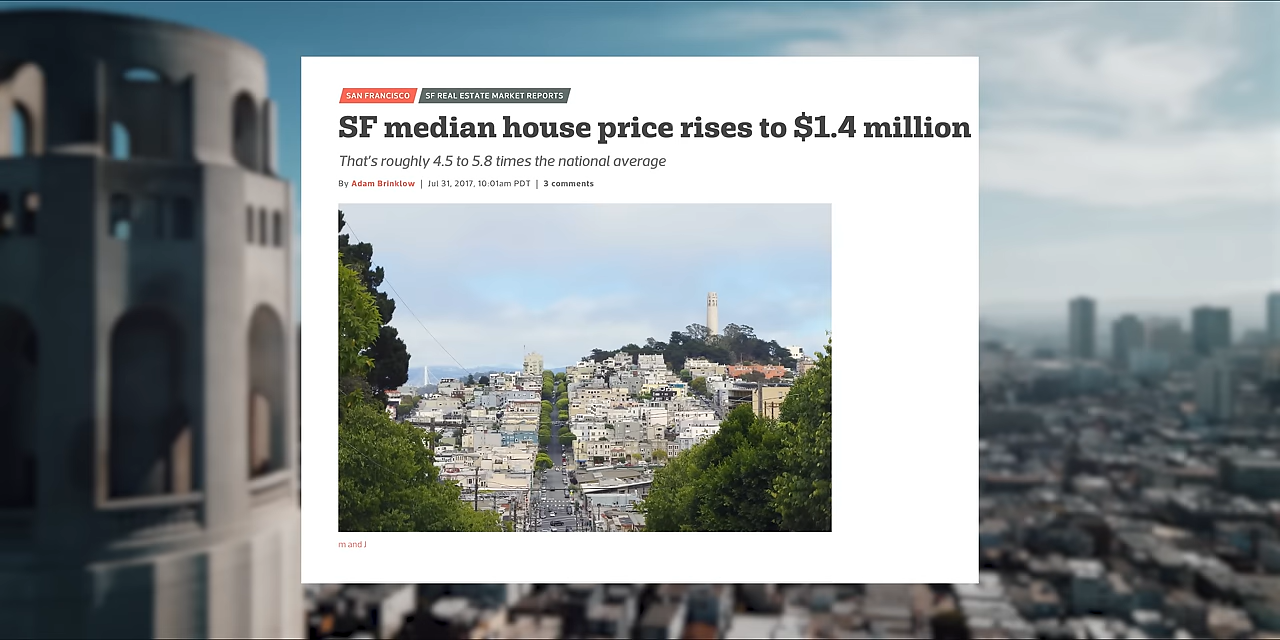 SAN FRANCISCO SF REAL ESTATE MARKET REPORTS
SF median house price rises to $1.4 million
That's roughly 4.5 to 5.8 times the national average
By Adam Brinklow | Jul 31, 2017, 10:01am PDT | 3 comments
m and J